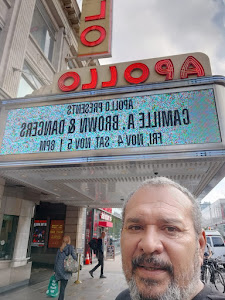 APOLLO
APOLLO
APOLLO PRESENTS
CAMILLE A. BROWN & DANCERS
FRI, NOV 4 SAT, NOV 5 | 8PM